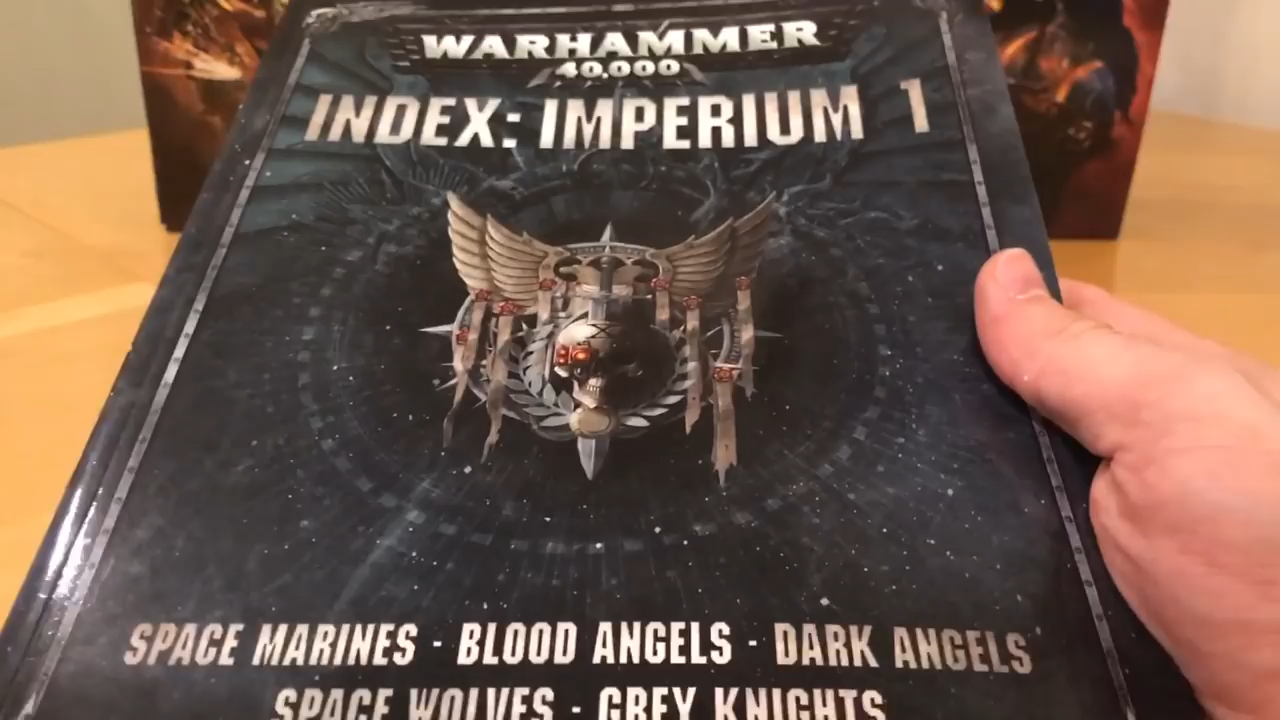 WARHAMMER
40,000
INDEX: IMPERIUM 1
SPACE MARINES - BLOOD ANGELS - DARK ANGELS
SPACE WOLVES - GREY KNIGHTS